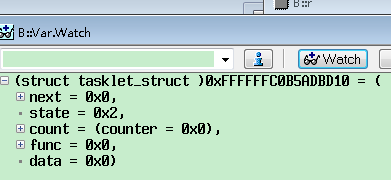 B::r
B::Var.Watch
Watch
(struct tasklet_struct )0xFFFFFFC0B5ADBD10 = (
next = 0x0,
state = 0x2,
count = (counter = 0x0),
func = 0x0,
data = 0x0)